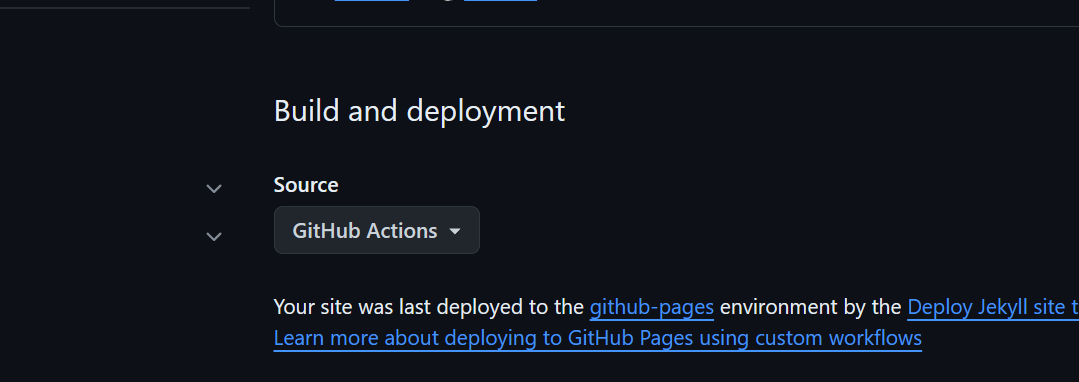 Build and deployment
Source
GitHub Actions
Your site was last deployed to the github-pages environment by the Deploy Jekyll site t
Learn more about deploying to GitHub Pages using custom workflows